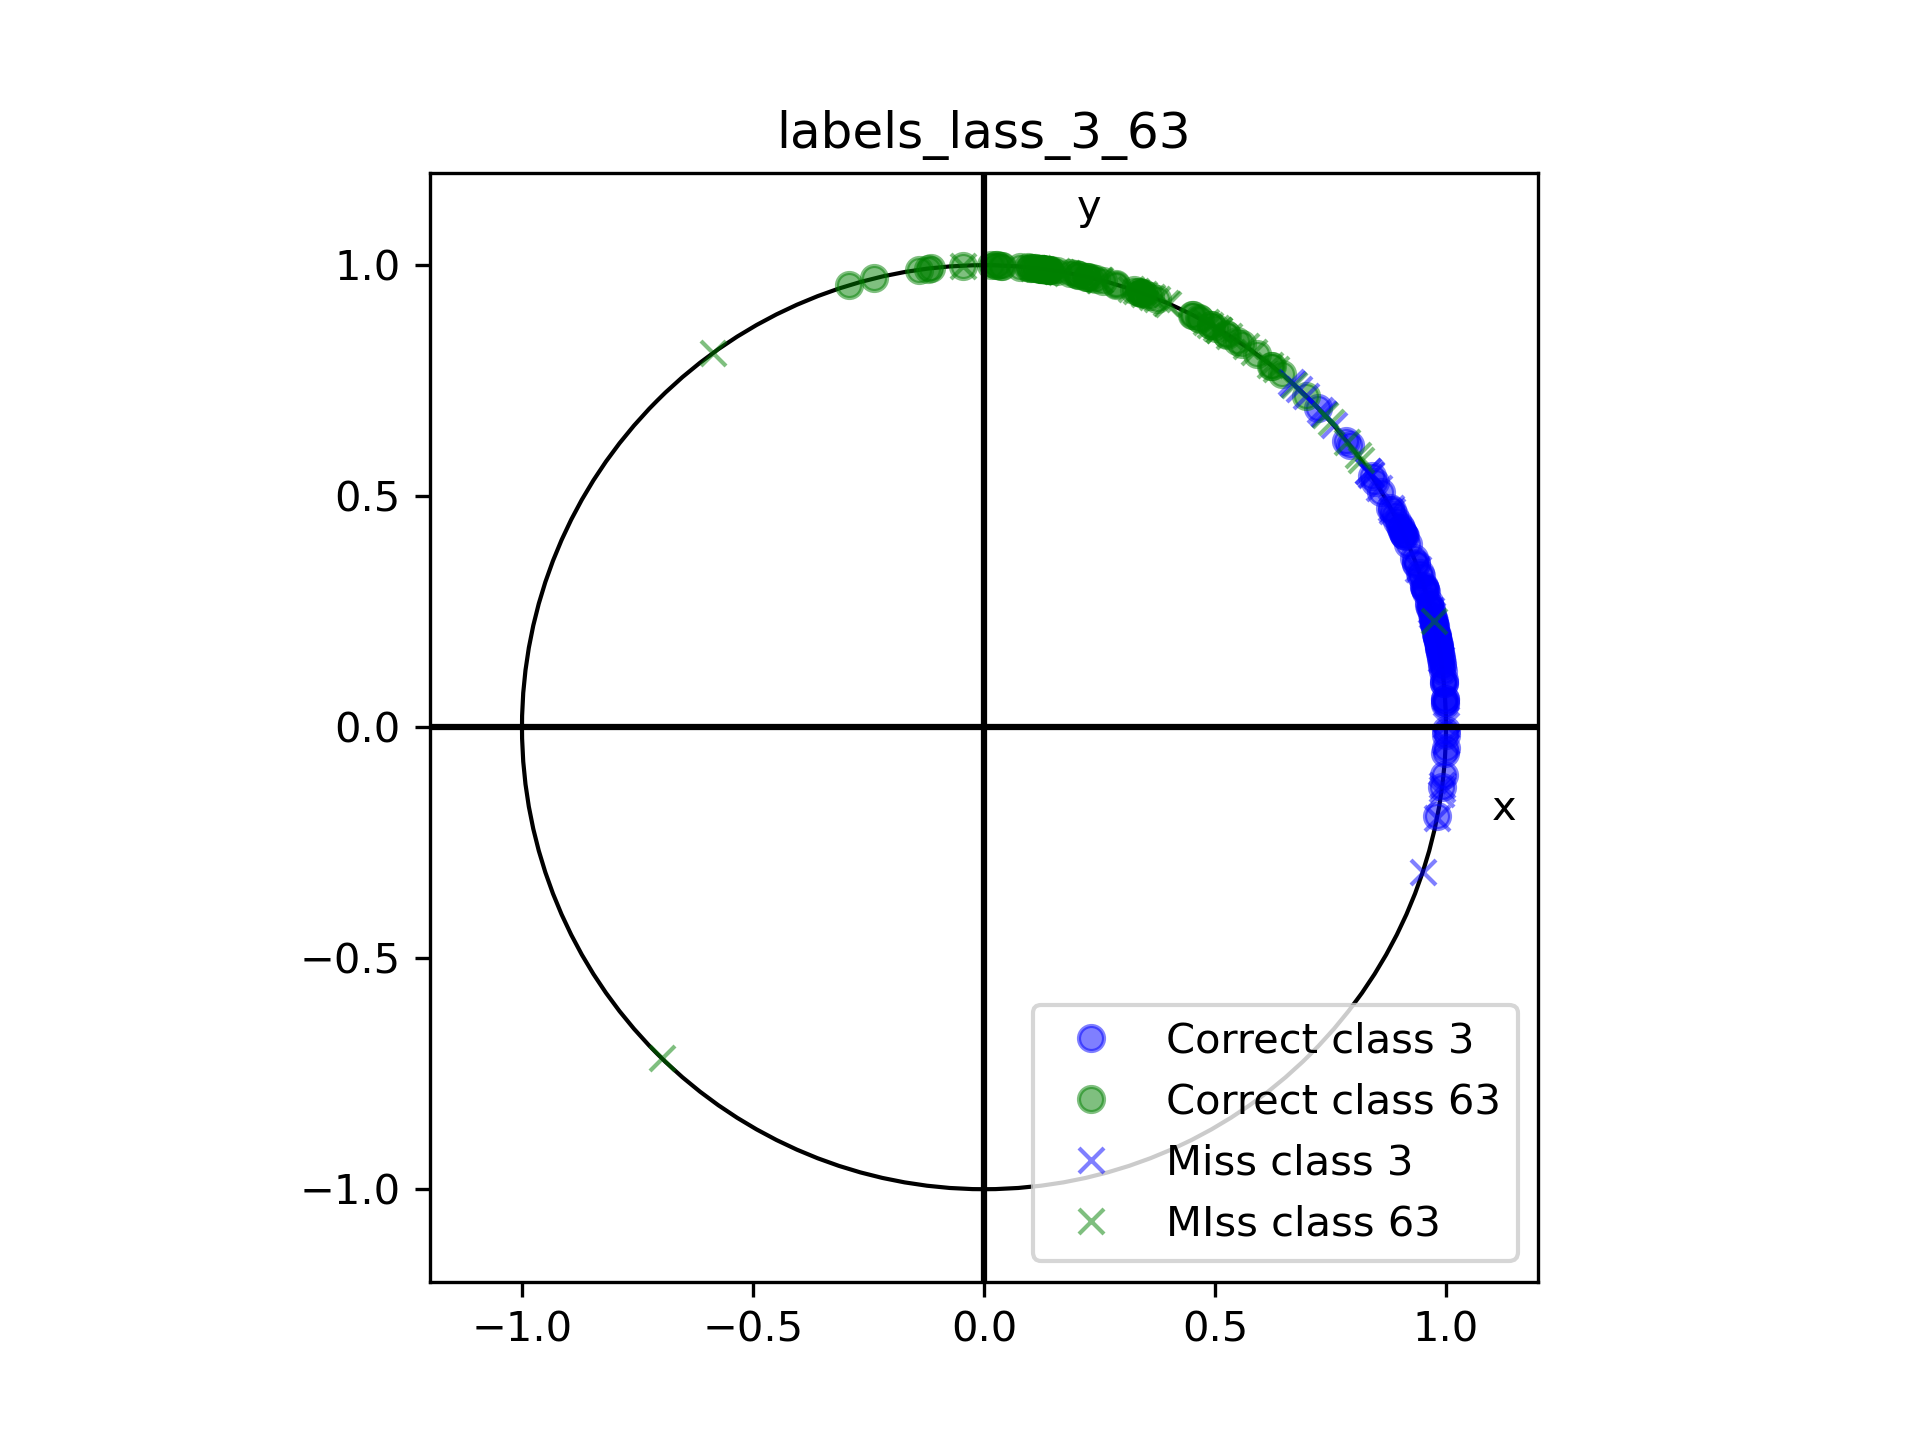 labels_lass_3_63
y
1.0
0.5
0.0
x
−0.5
−1.0
Correct class 3
Correct class 63
Miss class 3
MIss class 63
−1.0 −0.5 0.0 0.5 1.0